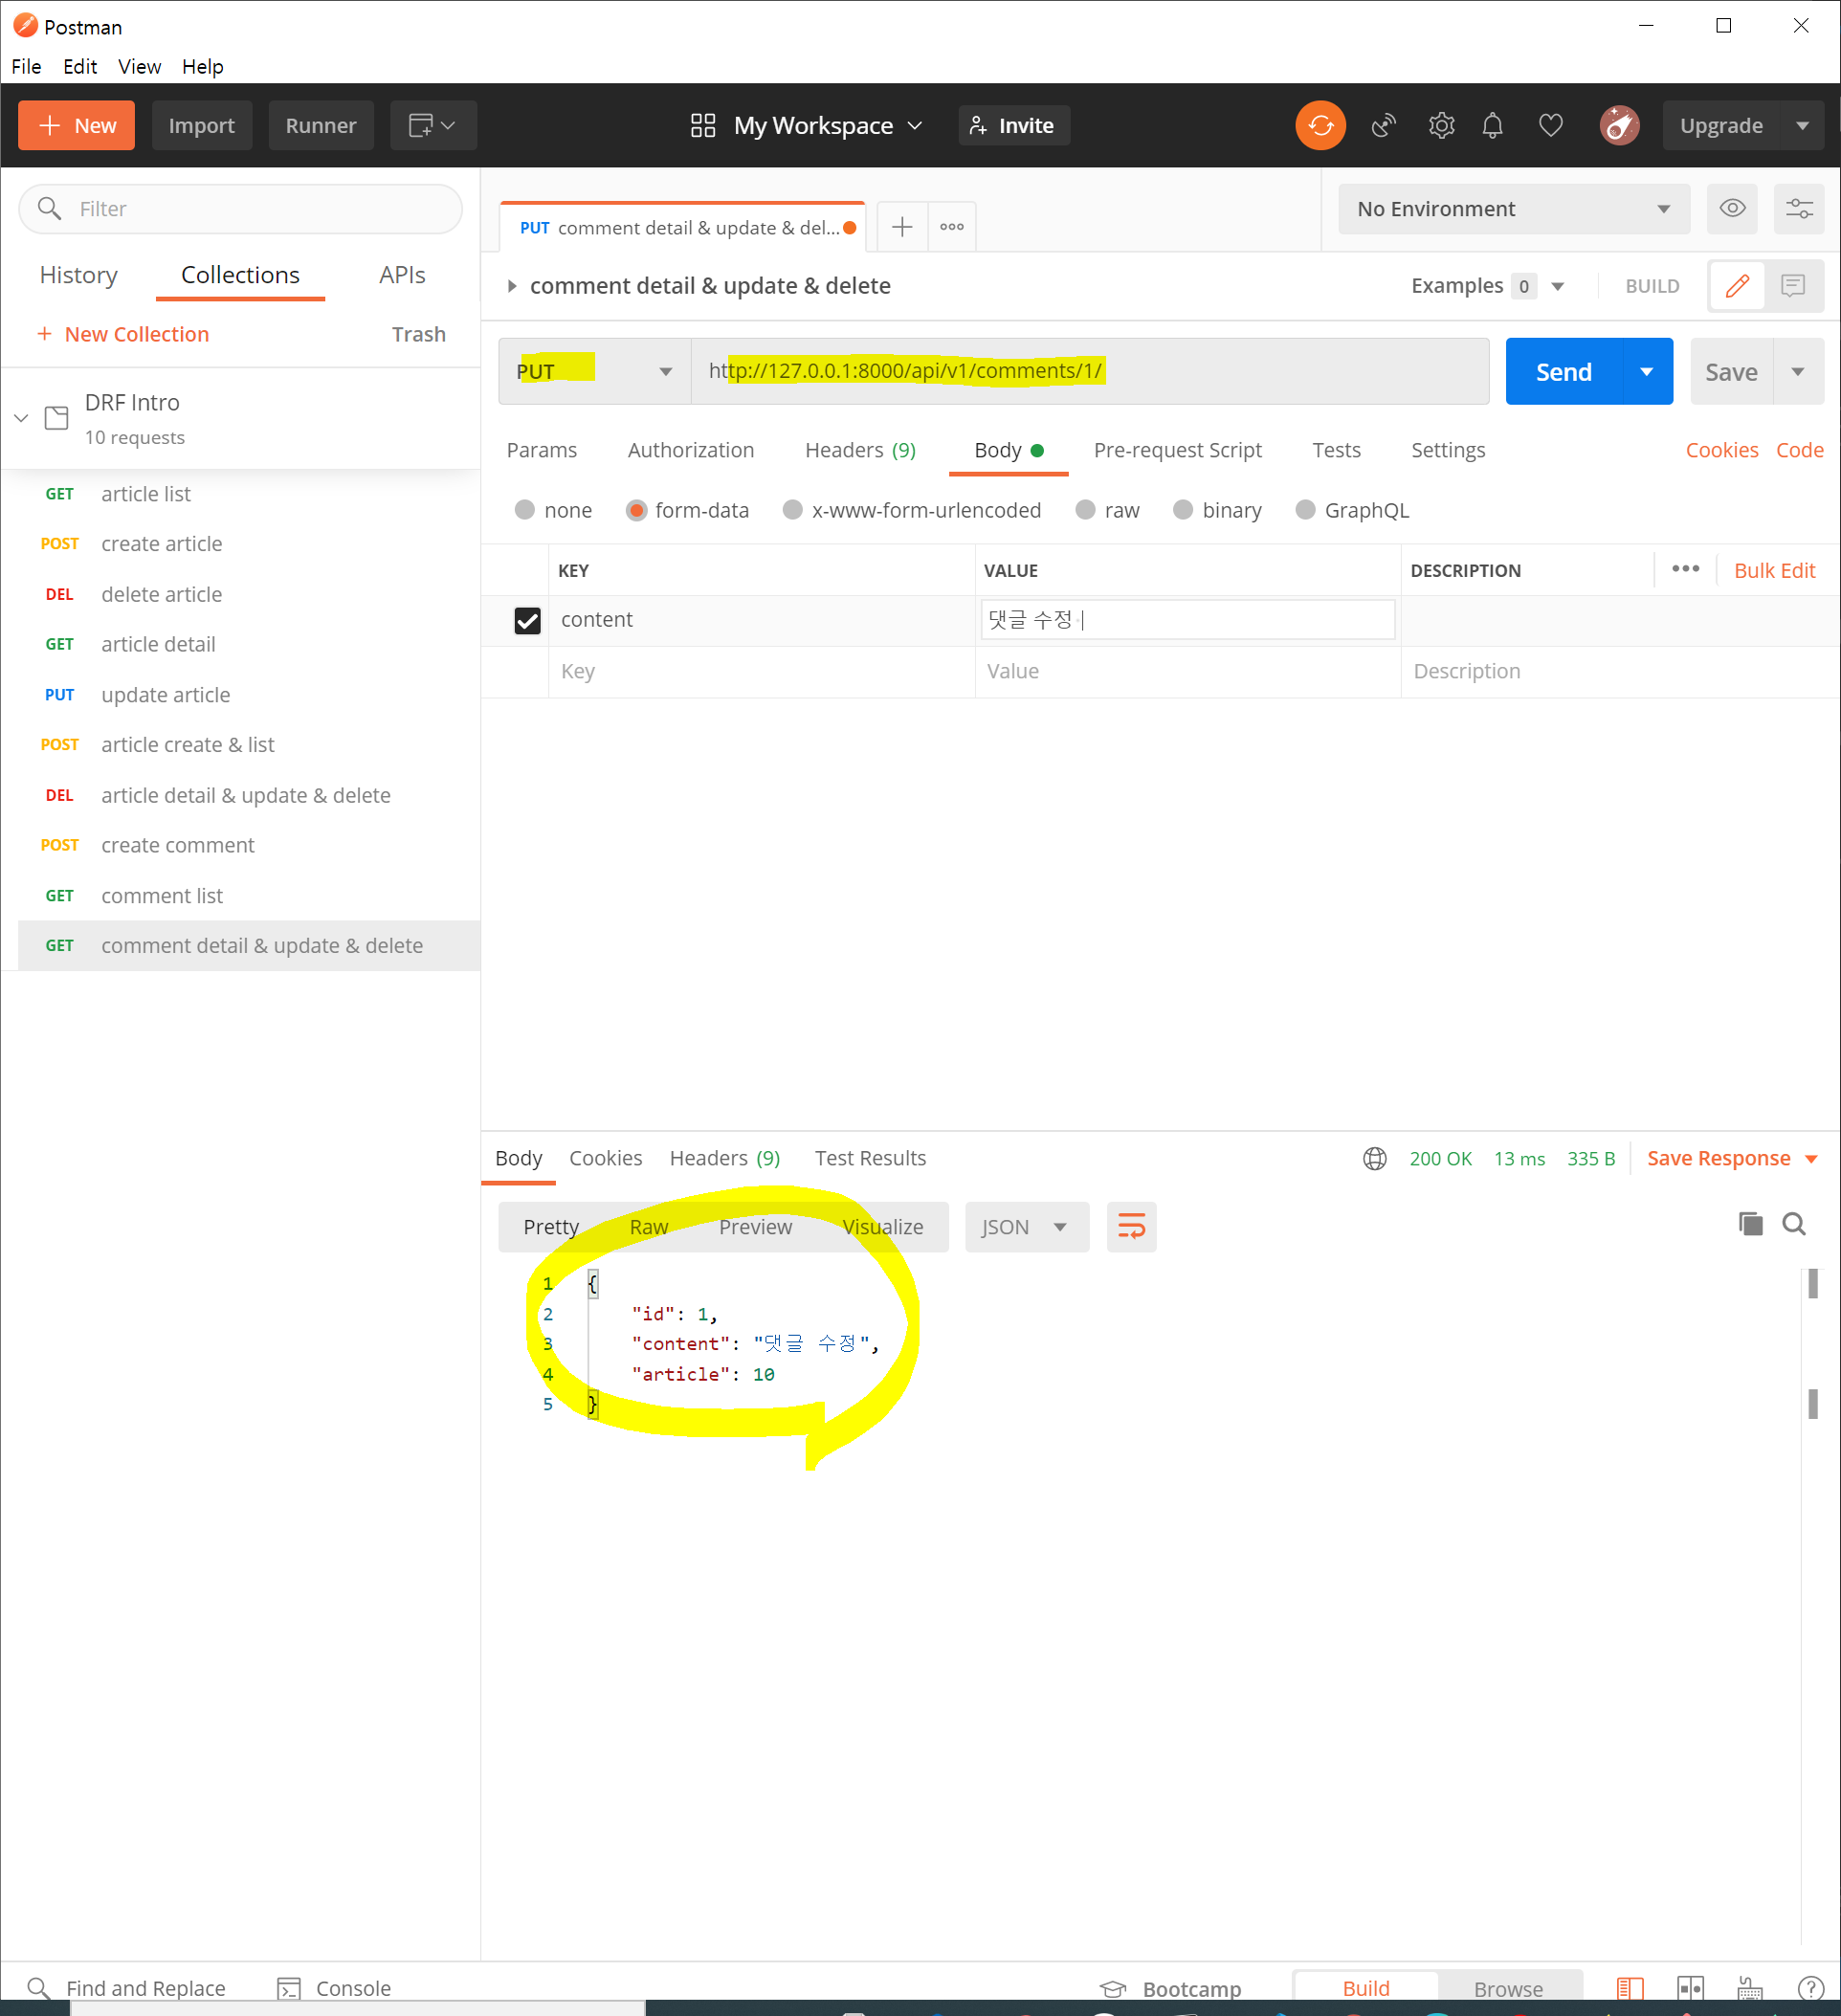 Postman
File Edit View Help
New Import Runner My Workspace Invite Upgrade
Filter
History Collections APIs
+ New Collection Trash
DRF Intro
10 requests
GET article list
POST create article
DEL delete article
GET article detail
PUT update article
POST article create & list
DEL article detail & update & delete
POST create comment
GET comment list
GET comment detail & update & delete
PUT comment detail & update & del...
No Environment
comment detail & update & delete
Examples 0 BUILD
PUT http://127.0.0.1:8000/api/v1/comments/1/ Send Save
Params Authorization Headers (9) Body Pre-request Script Tests Settings Cookies Code
none form-data x-www-form-urlencoded raw binary GraphQL
KEY VALUE DESCRIPTION Bulk Edit
content 댓글 수정
Key Value Description
Body Cookies Headers (9) Test Results 200 OK 13 ms 335 B Save Response
Pretty Raw Preview Visualize JSON
1 {
2 "id": 1,
3 "content": "댓글 수정",
4 "article": 10
5 }
Find and Replace Console Bootcamp Build Browse